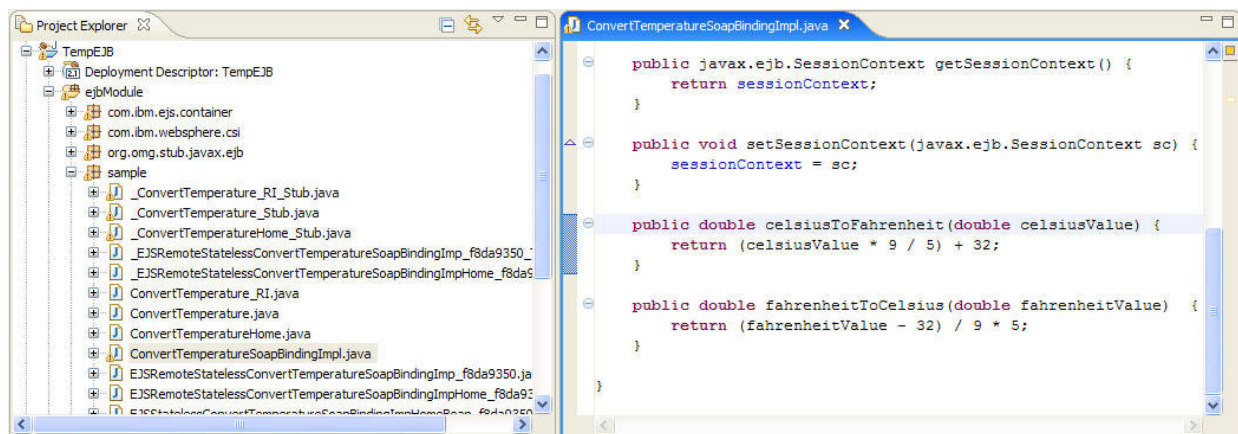 Project Explorer
TempEJB
Deployment Descriptor: TempEJB
ejbModule
com.ibm.ejs.container
com.ibm.websphere.csi
org.omg.stub.javax.ejb
sample
_ConvertTemperature_RI_Stub.java
_ConvertTemperature_Stub.java
_ConvertTemperatureHome_Stub.java
_EJSRemoteStatelessConvertTemperatureSoapBindingImp_f8da9350_
_EJSRemoteStatelessConvertTemperatureSoapBindingImpHome_f8da9
ConvertTemperature_RI.java
ConvertTemperature.java
ConvertTemperatureHome.java
ConvertTemperatureSoapBindingImpl.java
EJSRemoteStatelessConvertTemperatureSoapBindingImp_f8da9350.ja
EJSRemoteStatelessConvertTemperatureSoapBindingImpHome_f8da93
EJSStatelessConvertTemperatureSoapBindingImpHomeBean_f8da9350
ConvertTemperatureSoapBindingImpl.java
public javax.ejb.SessionContext getSessionContext() {
return sessionContext;
}
public void setSessionContext(javax.ejb.SessionContext sc) {
sessionContext = sc;
}
public double celsiusToFahrenheit(double celsiusValue) {
return (celsiusValue * 9 / 5) + 32;
}
public double fahrenheitToCelsius(double fahrenheitValue) {
return (fahrenheitValue - 32) / 9 * 5;
}
}